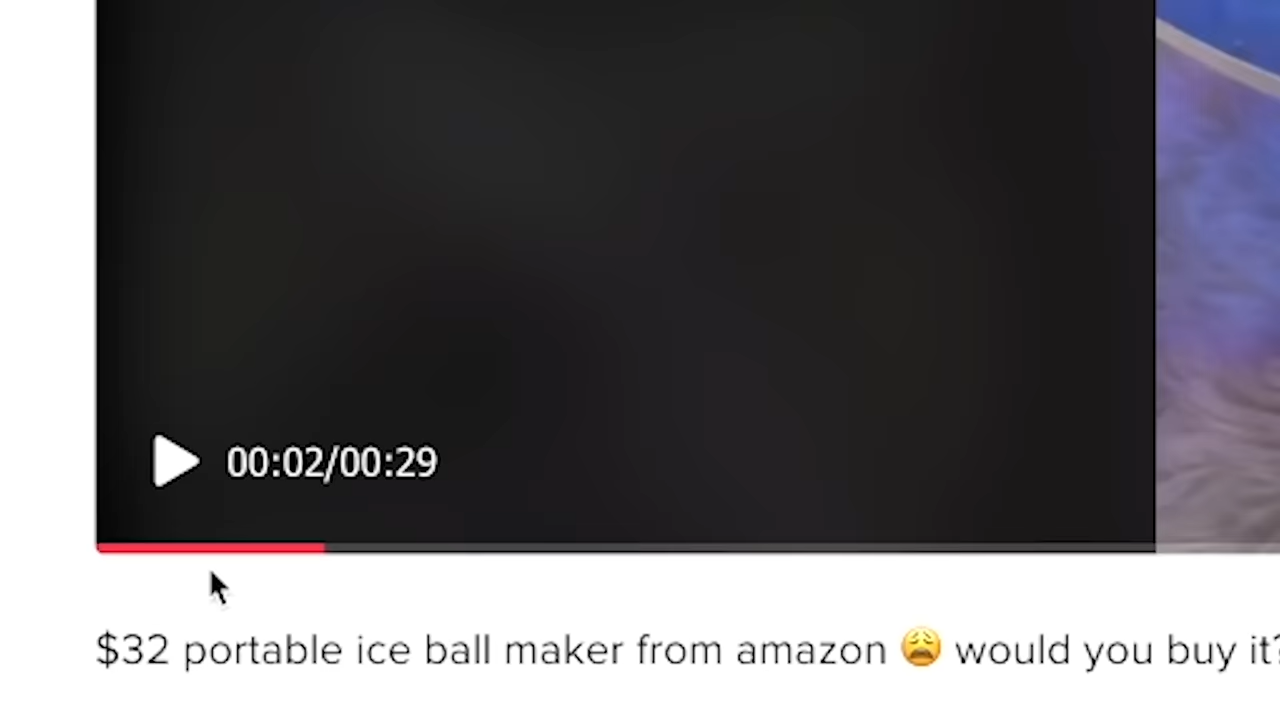 00:02/00:29
$32 portable ice ball maker from amazon 😩 would you buy it?